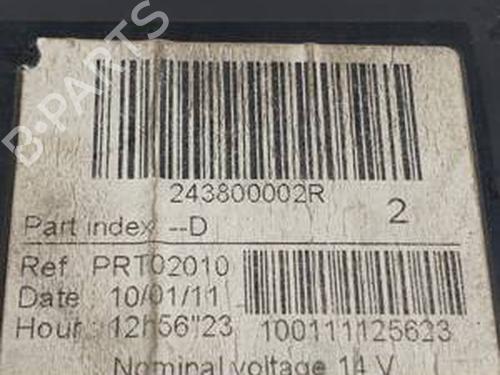 B-PARTS
243800002R
2
Part index --D
Ref PRT02010
Date : 10/01/11
Hour : 12h56"23
100111125623
Nominal voltage 14 V